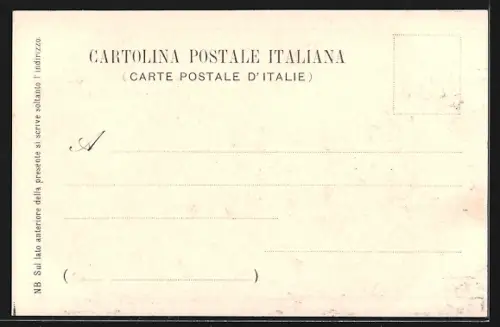 CARTOLINA POSTALE ITALIANA
(CARTE POSTALE D'ITALIE)
A
( )
NB Sul lato anteriore della presente si scrive soltanto l' indirizzo.